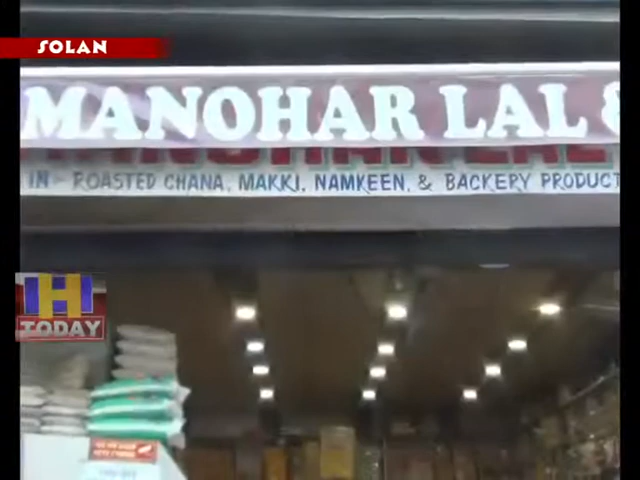 SOLAN
MANOHAR LAL &
IN - ROASTED CHANA, MAKKI, NAMKEEN, & BACKERY PRODUCT
H
TODAY